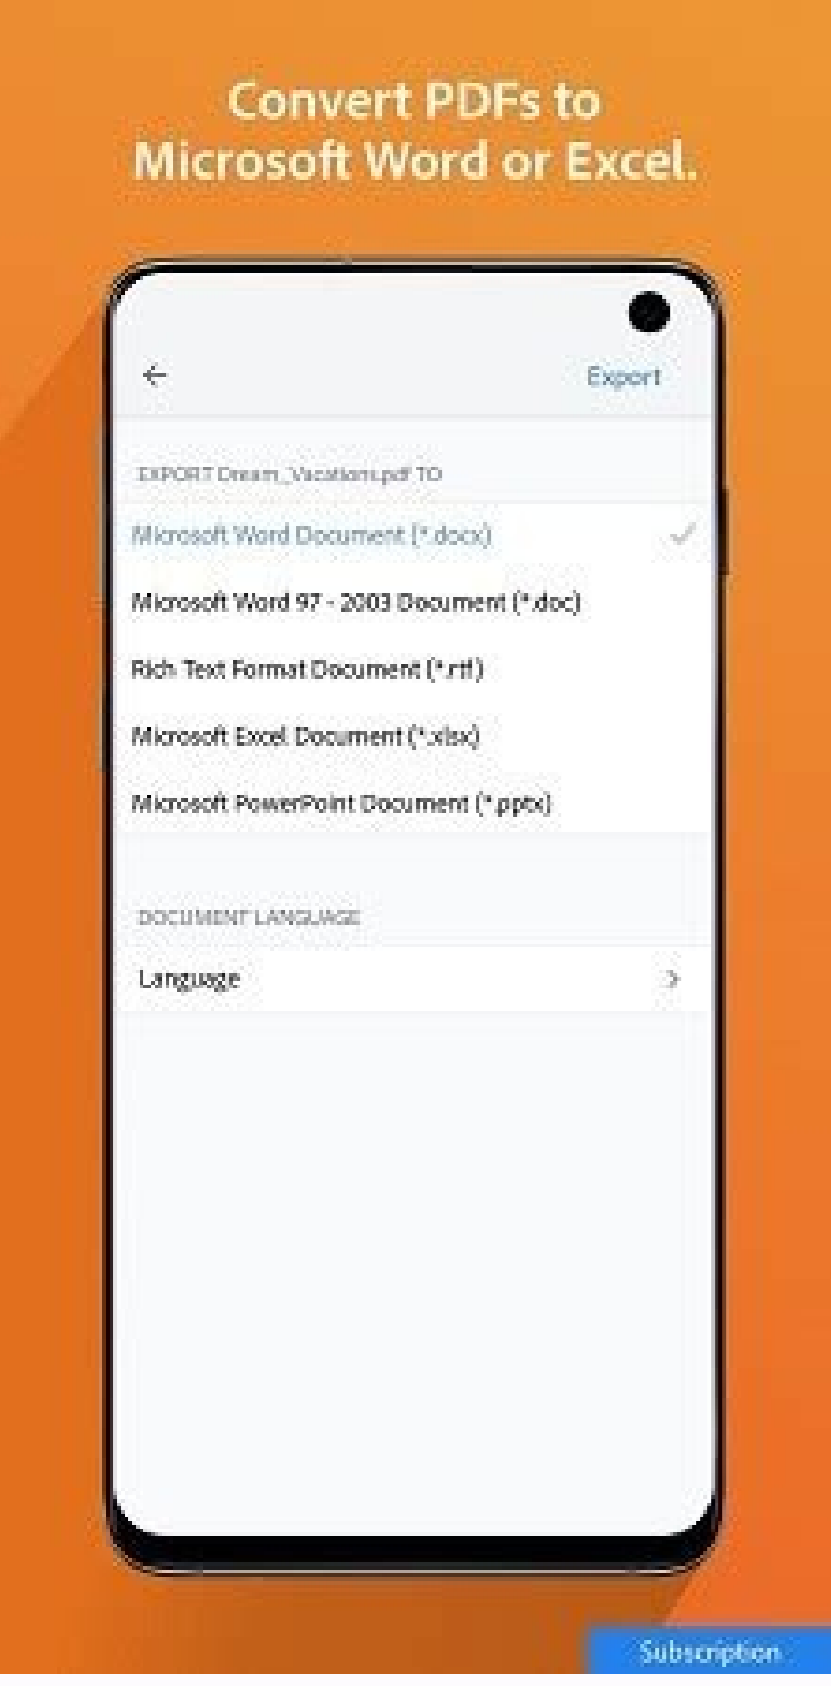 Convert PDFs to
Microsoft Word or Excel.
Export
EXPORT Dream_Vacations.pdf TO
Microsoft Word Document (*.docx)
Microsoft Word 97 - 2003 Document (*.doc)
Rich Text Format Document (*.rtf)
Microsoft Excel Document (*.xlsx)
Microsoft PowerPoint Document (*.pptx)
DOCUMENT LANGUAGE
Language
Subscription